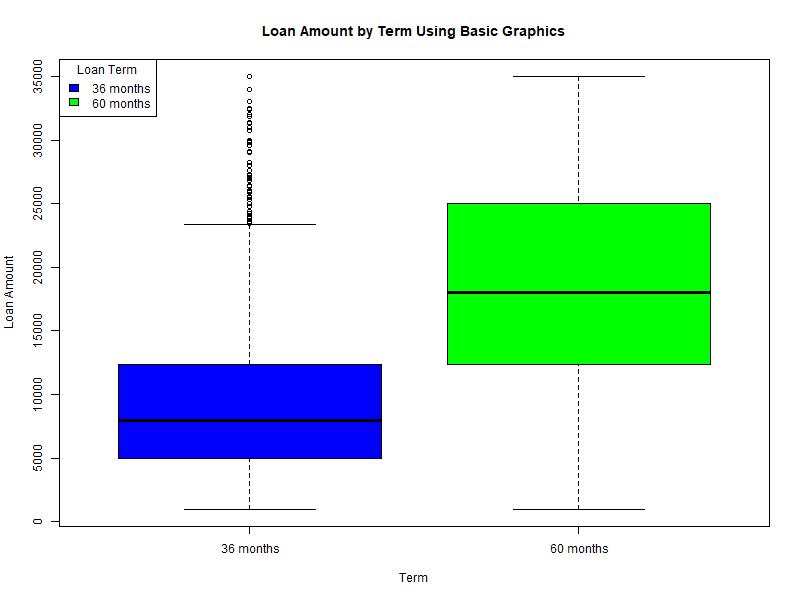 Loan Amount by Term Using Basic Graphics
Loan Term
36 months
60 months
35000
30000
25000
20000
15000
10000
5000
0
Loan Amount
36 months
60 months
Term